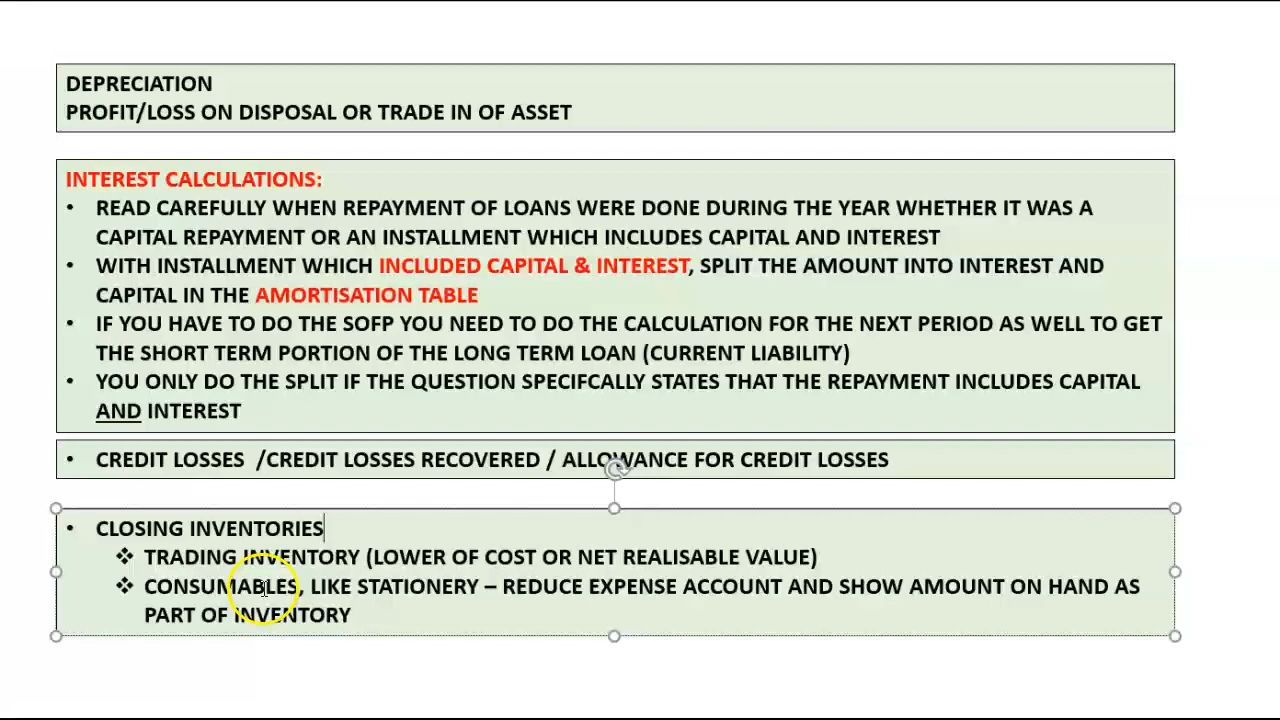 DEPRECIATION
PROFIT/LOSS ON DISPOSAL OR TRADE IN OF ASSET
INTEREST CALCULATIONS:
• READ CAREFULLY WHEN REPAYMENT OF LOANS WERE DONE DURING THE YEAR WHETHER IT WAS A
CAPITAL REPAYMENT OR AN INSTALLMENT WHICH INCLUDES CAPITAL AND INTEREST
• WITH INSTALLMENT WHICH INCLUDED CAPITAL & INTEREST, SPLIT THE AMOUNT INTO INTEREST AND
CAPITAL IN THE AMORTISATION TABLE
• IF YOU HAVE TO DO THE SOFP YOU NEED TO DO THE CALCULATION FOR THE NEXT PERIOD AS WELL TO GET
THE SHORT TERM PORTION OF THE LONG TERM LOAN (CURRENT LIABILITY)
• YOU ONLY DO THE SPLIT IF THE QUESTION SPECIFCALLY STATES THAT THE REPAYMENT INCLUDES CAPITAL
AND INTEREST
• CREDIT LOSSES /CREDIT LOSSES RECOVERED / ALLOWANCE FOR CREDIT LOSSES
• CLOSING INVENTORIES
❖ TRADING INVENTORY (LOWER OF COST OR NET REALISABLE VALUE)
❖ CONSUMABLES, LIKE STATIONERY – REDUCE EXPENSE ACCOUNT AND SHOW AMOUNT ON HAND AS
PART OF INVENTORY